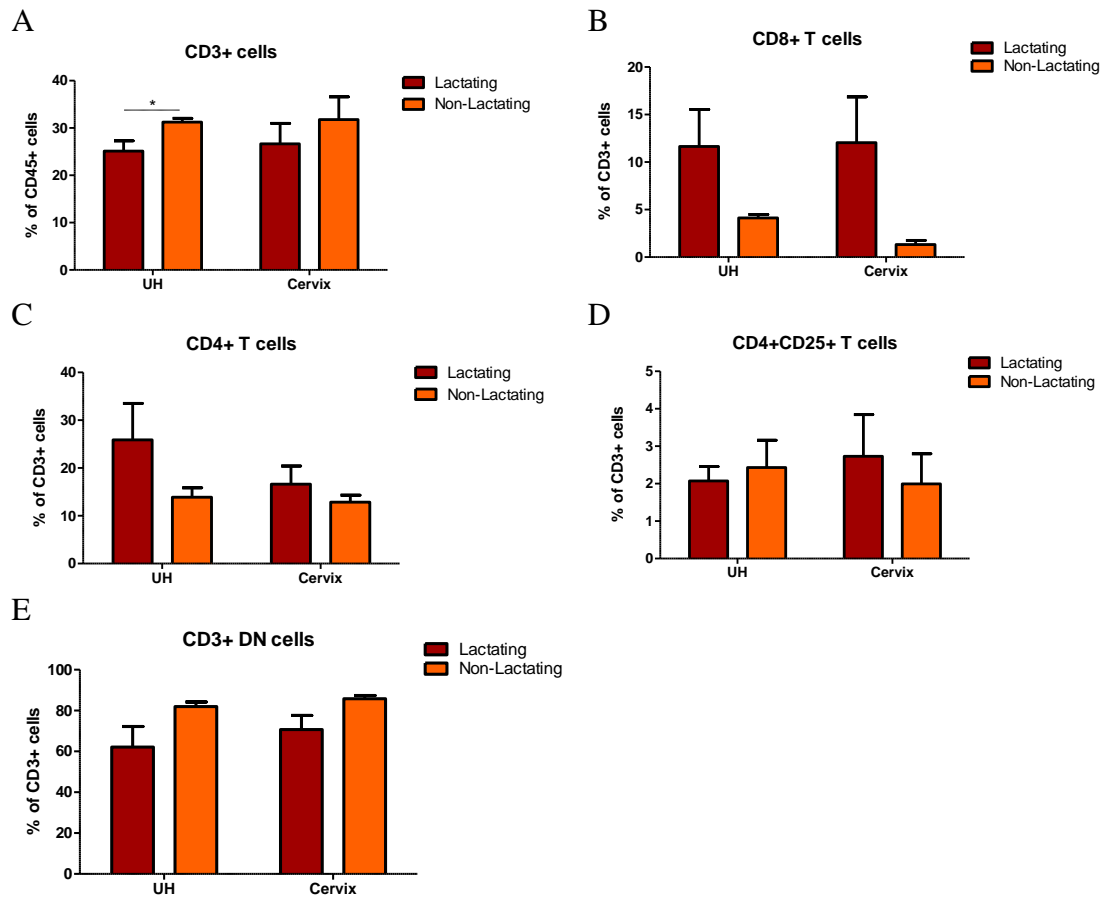 A
CD3+ cells
% of CD45+ cells
40
30
20
10
0
*
UH
Cervix
Lactating
Non-Lactating
B
CD8+ T cells
% of CD3+ cells
20
15
10
5
0
UH
Cervix
Lactating
Non-Lactating
C
CD4+ T cells
% of CD3+ cells
40
30
20
10
0
UH
Cervix
Lactating
Non-Lactating
D
CD4+CD25+ T cells
% of CD3+ cells
5
4
3
2
1
0
UH
Cervix
Lactating
Non-Lactating
E
CD3+ DN cells
% of CD3+ cells
100
80
60
40
20
0
UH
Cervix
Lactating
Non-Lactating